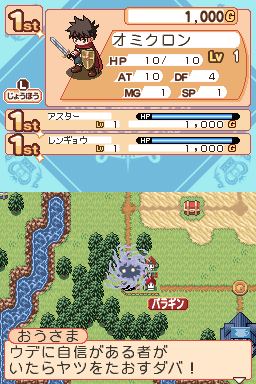 1st
1,000G
オミクロン
Lv 1
HP 10/ 10
AT 10 DF 4
MG 1 SP 1
L
じょうほう
1st
アスター
Lv 1
HP
1,000G
1st
レンギョウ
Lv 1
HP
1,000G
パラギン
おうさま
ウデに自信がある者が
いたらヤツをたおすダバ!